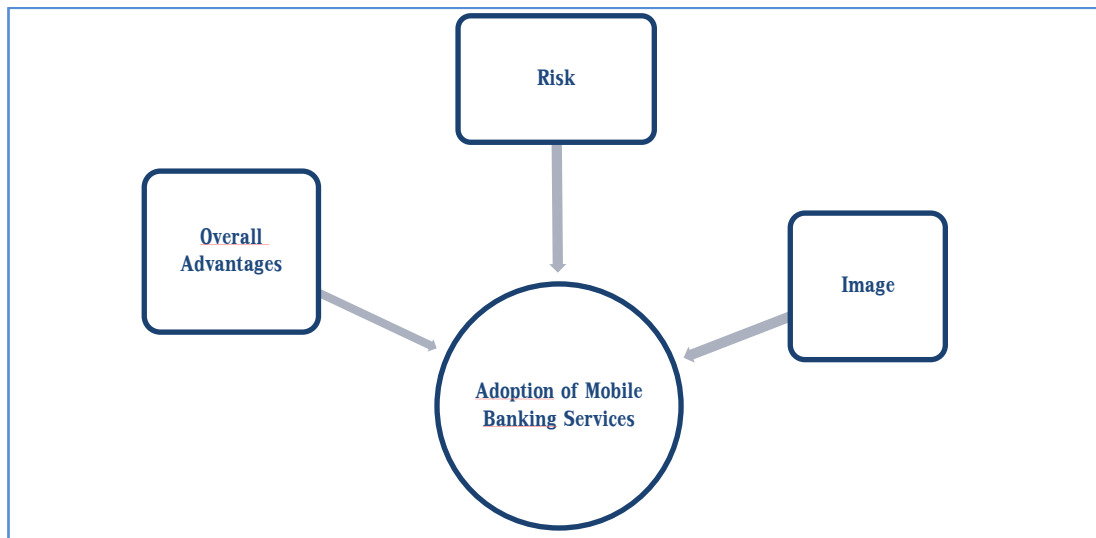 Risk
Overall
Advantages
Image
Adoption of Mobile
Banking Services